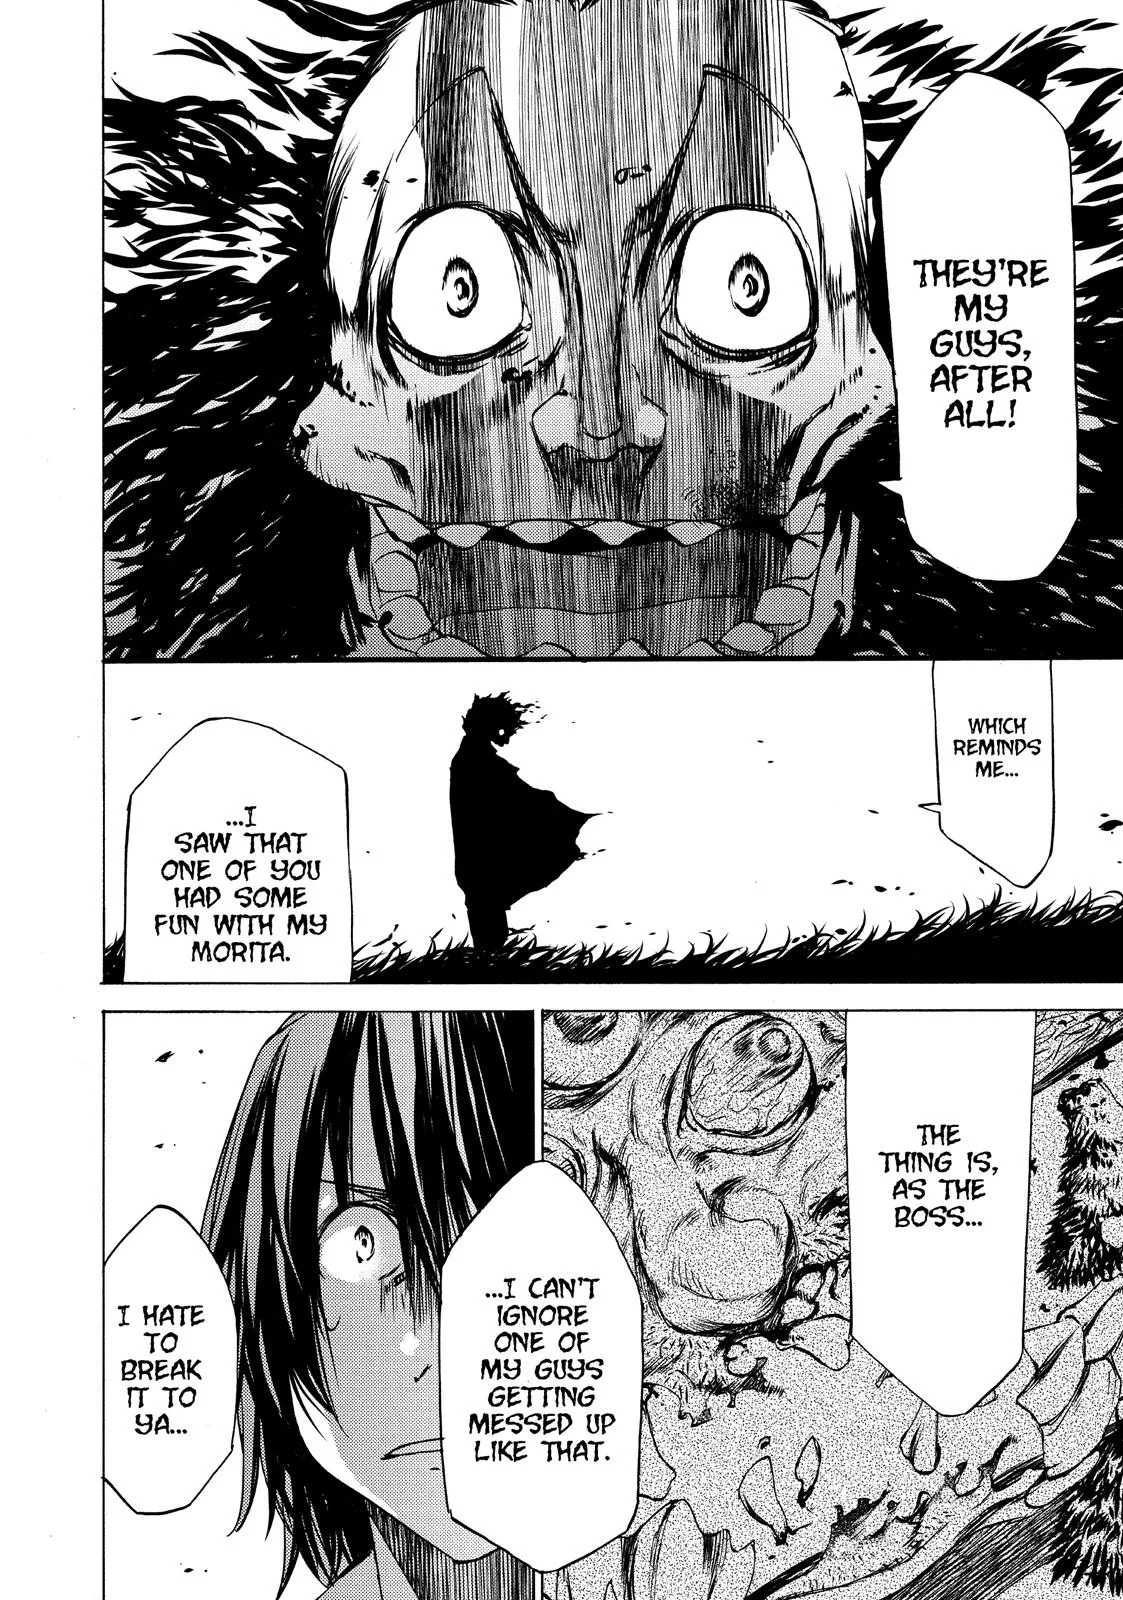 THEY'RE
MY
GUYS,
AFTER
ALL!
WHICH
REMINDS
ME...
...I
SAW THAT
ONE OF YOU
HAD SOME
FUN WITH MY
MORITA.
THE
THING IS,
AS THE
BOSS...
...I CAN'T
IGNORE
ONE OF
MY GUYS
GETTING
MESSED UP
LIKE THAT.
I HATE
TO
BREAK
IT TO
YA...